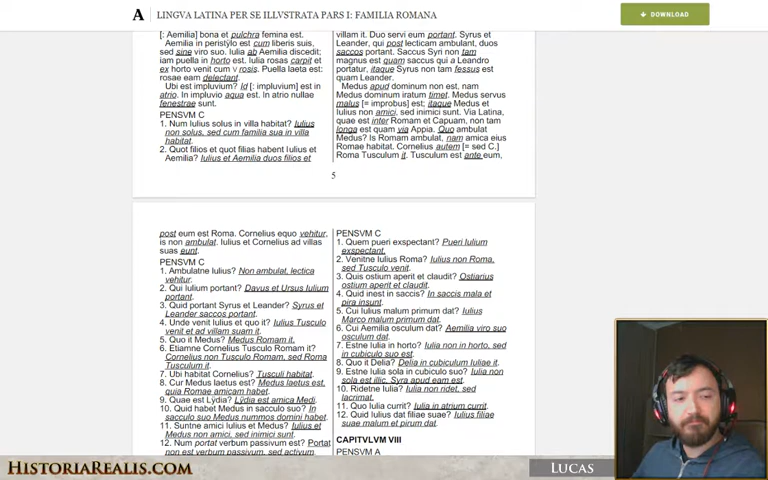 A LINGVA LATINA PER SE ILLVSTRATA PARS I: FAMILIA ROMANA
DOWNLOAD
[: Aemilia] bona et pulchra femina est.
Aemilia in peristylo est cum liberis suis,
sed sine viro suo. Iulia ab Aemilia discedit;
iam puella in horto est. Iulia rosas carpit et
ex horto venit cum v rosis. Puella laeta est:
rosae eam delectant.
Ubi est impluvium? Id [: impluvium] est in
atrio. In impluvio aqua est. In atrio nullae
fenestrae sunt.
PENSVM C
1. Num Iulius solus in villa habitat? Iulius
non solus, sed cum familia sua in villa
habitat.
2. Quot filios et quot filias habent Iulius et
Aemilia? Iulius et Aemilia duos filios et
villam it. Duo servi eum portant. Syrus et
Leander, qui post lecticam ambulant, duos
saccos portant. Saccus Syri non tam
magnus est quam saccus qui a Leandro
portatur, itaque Syrus non tam fessus est
quam Leander.
Medus apud dominum non est, nam
Medus dominum iratum timet. Medus servus
malus [= improbus] est; itaque Medus et
Iulius non amici, sed inimici sunt. Via Latina,
quae est inter Romam et Capuam, non tam
longa est quam via Appia. Quo ambulat
Medus? Is Romam ambulat, nam amica eius
Romae habitat. Cornelius autem [= sed C.]
Roma Tusculum it. Tusculum est ante eum,
5
post eum est Roma. Cornelius equo vehitur,
is non ambulat. Iulius et Cornelius ad villas
suas eunt.
PENSVM C
1. Ambulatne Iulius? Non ambulat, lectica
vehitur.
2. Qui Iulium portant? Davus et Ursus Iulium
portant.
3. Quid portant Syrus et Leander? Syrus et
Leander saccos portant.
4. Unde venit Iulius et quo it? Iulius Tusculo
venit et ad villam suam it.
5. Quo it Medus? Medus Romam it.
6. Etiamne Cornelius Tusculo Romam it?
Cornelius non Tusculo Romam, sed Roma
Tusculum it.
7. Ubi habitat Cornelius? Tusculi habitat.
8. Cur Medus laetus est? Medus laetus est,
quia Romae amicam habet.
9. Quae est Lȳdia? Lȳdia est amica Medi.
10. Quid habet Medus in sacculo suo? In
sacculo suo Medus nummos domini habet.
11. Suntne amici Iulius et Medus? Iulius et
Medus non amici, sed inimici sunt.
12. Num portat verbum passivum est? Portat
non est verbum passivum, sed activum.
PENSVM C
1. Quem pueri exspectant? Pueri Iulium
exspectant.
2. Venitne Iulius Roma? Iulius non Roma,
sed Tusculo venit.
3. Quis ostium aperit et claudit? Ostiarius
ostium aperit et claudit.
4. Quid inest in saccis? In saccis mala et
pira insunt.
5. Cui Iulius malum primum dat? Iulius
Marco malum primum dat.
6. Cui Aemilia osculum dat? Aemilia viro suo
osculum dat.
7. Estne Iulia in horto? Iulia non in horto, sed
in cubiculo suo est.
8. Quo it Delia? Delia in cubiculum Iuliae it.
9. Estne Iulia sola in cubiculo suo? Iulia non
sola est illic, Syra apud eam est.
10. Ridetne Iulia? Iulia non ridet, sed
lacrimat.
11. Quo Iulia currit? Iulia in atrium currit.
12. Quid Iulius dat filiae suae? Iulius filiae
suae malum et pirum dat.
CAPITVLVM VIII
PENSVM A
HISTORIAREALIS.COM
LUCAS